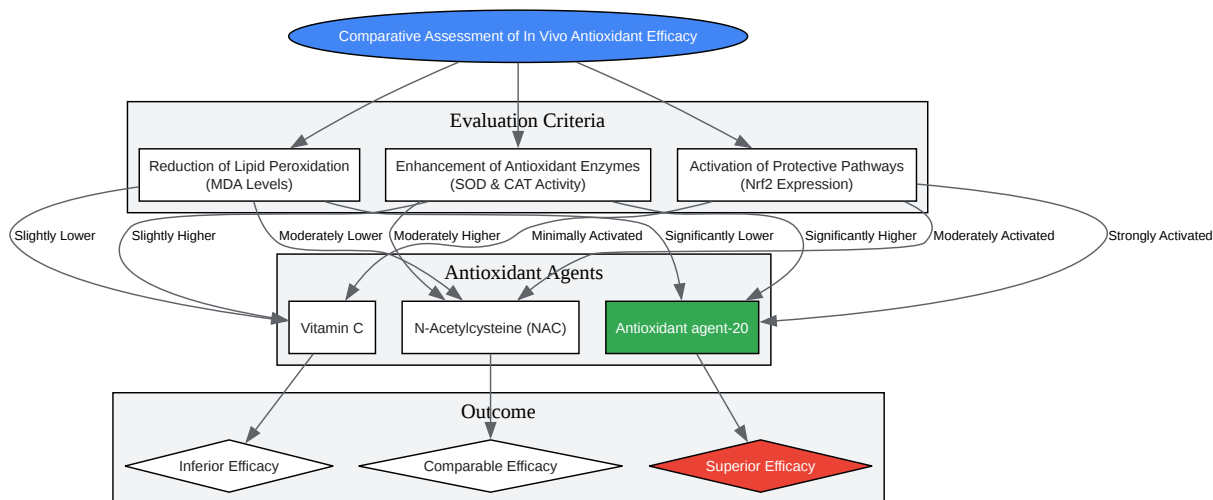 Comparative Assessment of In Vivo Antioxidant Efficacy
Evaluation Criteria
Reduction of Lipid Peroxidation
(MDA Levels)
Enhancement of Antioxidant Enzymes
(SOD & CAT Activity)
Activation of Protective Pathways
(Nrf2 Expression)
Slightly Lower
Slightly Higher
Moderately Lower
Moderately Higher
Minimally Activated
Significantly Lower
Significantly Higher
Moderately Activated
Strongly Activated
Antioxidant Agents
Vitamin C
N-Acetylcysteine (NAC)
Antioxidant agent-20
Outcome
Inferior Efficacy
Comparable Efficacy
Superior Efficacy